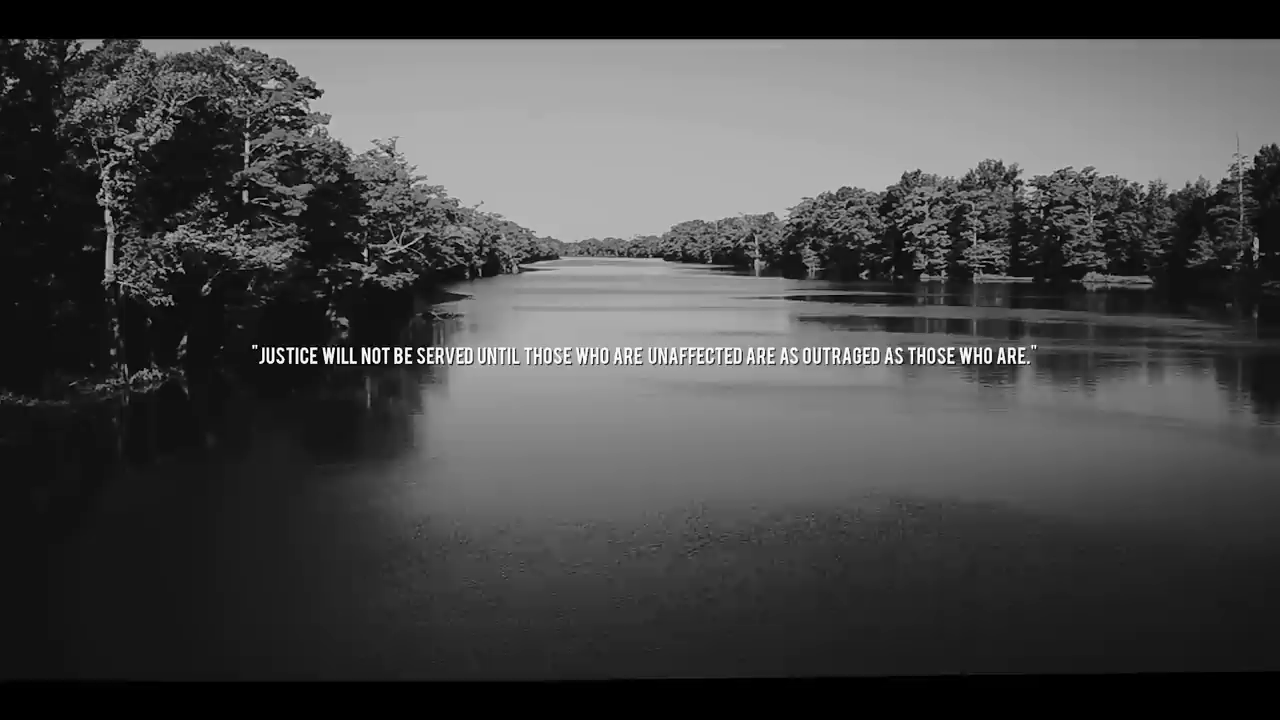 "JUSTICE WILL NOT BE SERVED UNTIL THOSE WHO ARE UNAFFECTED ARE AS OUTRAGED AS THOSE WHO ARE."